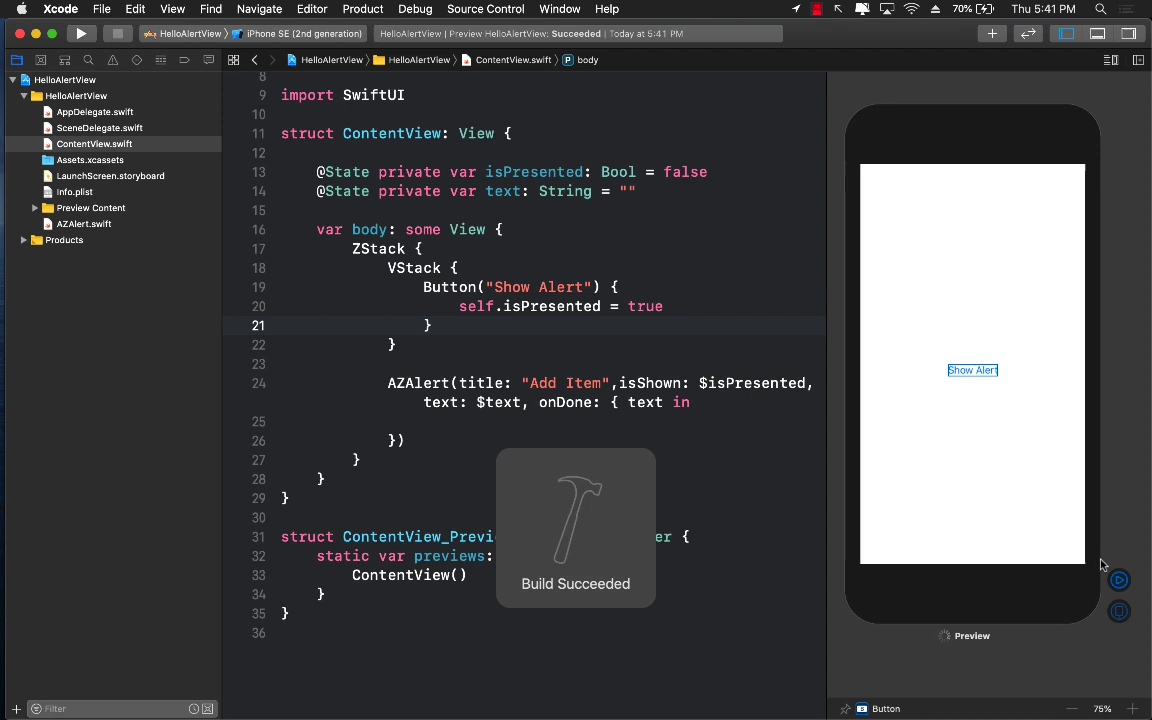 Xcode File Edit View Find Navigate Editor Product Debug Source Control Window Help 70% Thu 5:41 PM
HelloAlertView iPhone SE (2nd generation) HelloAlertView | Preview HelloAlertView: Succeeded | Today at 5:41 PM
HelloAlertView HelloAlertView ContentView.swift P body
HelloAlertView
HelloAlertView
AppDelegate.swift
SceneDelegate.swift
ContentView.swift
Assets.xcassets
LaunchScreen.storyboard
Info.plist
Preview Content
AZAlert.swift
Products
Filter
8
9 import SwiftUI
10
11 struct ContentView: View {
12
13 @State private var isPresented: Bool = false
14 @State private var text: String = ""
15
16 var body: some View {
17 ZStack {
18 VStack {
19 Button("Show Alert") {
20 self.isPresented = true
21 }
22 }
23
24 AZAlert(title: "Add Item",isShown: $isPresented,
text: $text, onDone: { text in
25
26 })
27 }
28 }
29 }
30
31 struct ContentView_Previ er {
32 static var previews:
33 ContentView()
34 }
35 }
36
Build Succeeded
Show Alert
Preview
Button 75%